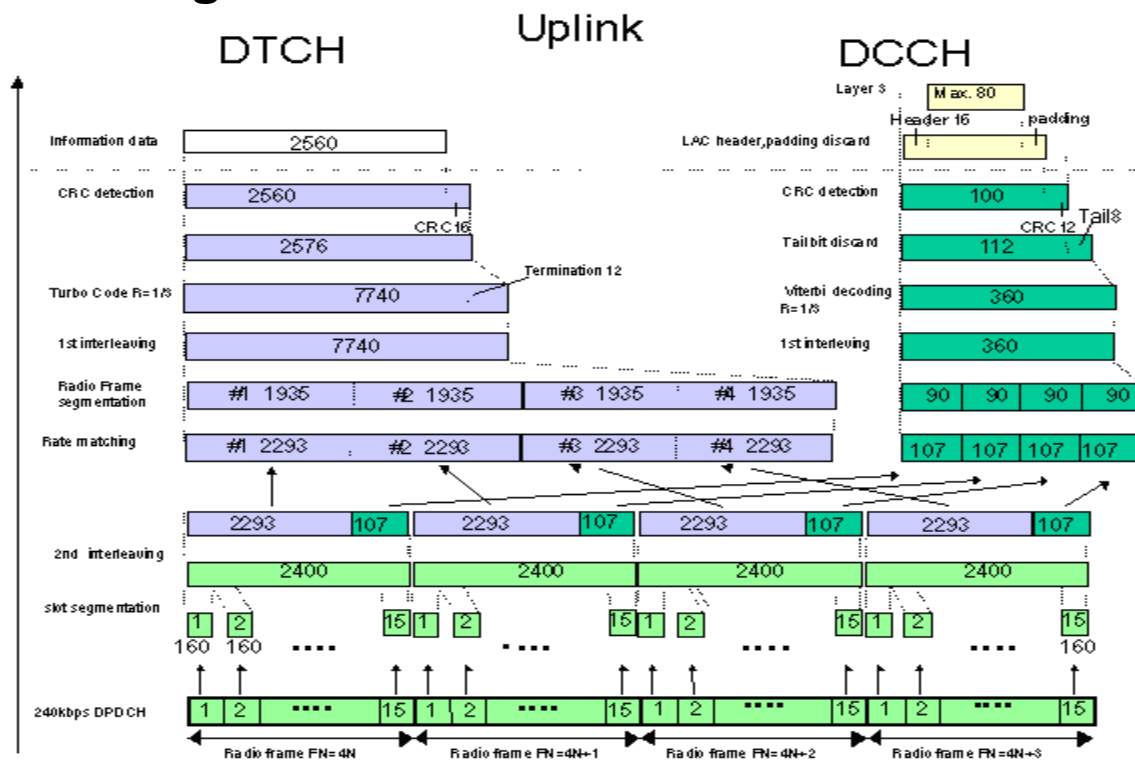 Uplink
DTCH
DCCH
Layer 3
Max. 80
Header 16
padding
Information data
2560
LAC header,padding discard
CRC detection
2560
CRC detection
100
CRC16
CRC 12
Tail8
2576
Tail bit discard
112
Termination 12
Turbo Code R=1/3
7740
Viterbi decoding
R=1/3
360
1st interleaving
7740
1st interleving
360
Radio Frame
segmentation
#1 1935 #2 1935 #3 1935 #4 1935
90 90 90 90
Rate matching
#1 2293 #2 2293 #3 2293 #4 2293
107 107 107 107
2293 107 2293 107 2293 107 2293 107
2nd interleaving
2400 2400 2400 2400
slot segmentation
1 2 15 1 2 15 1 2 15 1 2 15
160 160 •••• •••• •••• •••• 160
240kbps DPDCH
1 2 •••• 15 1 2 •••• 15 1 2 •••• 15 1 2 •••• 15
Radio frame FN=4N
Radio frame FN=4N+1
Radio frame FN=4N+2
Radio frame FN=4N+3